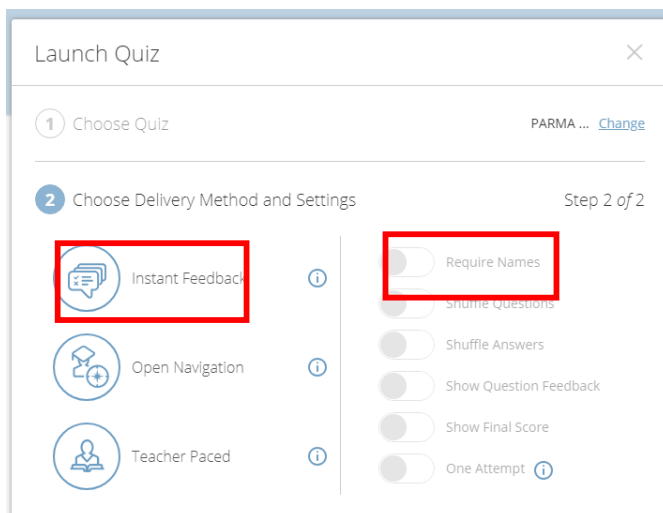 Launch Quiz
1 Choose Quiz PARMA ... Change
2 Choose Delivery Method and Settings Step 2 of 2
Instant Feedback
Open Navigation
Teacher Paced
Require Names
Shuffle Questions
Shuffle Answers
Show Question Feedback
Show Final Score
One Attempt